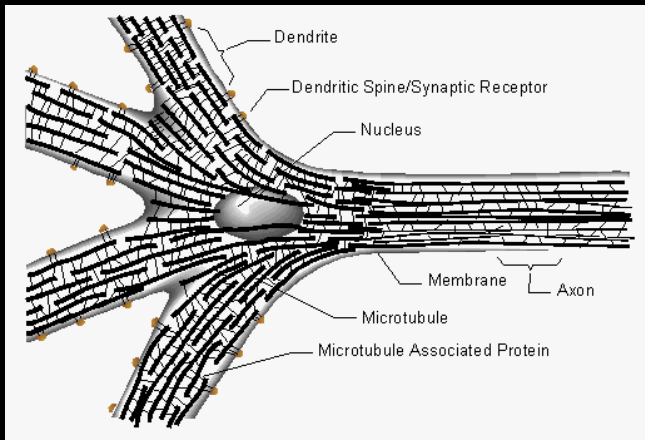 Dendrite
Dendritic Spine/Synaptic Receptor
Nucleus
Membrane
Axon
Microtubule
Microtubule Associated Protein